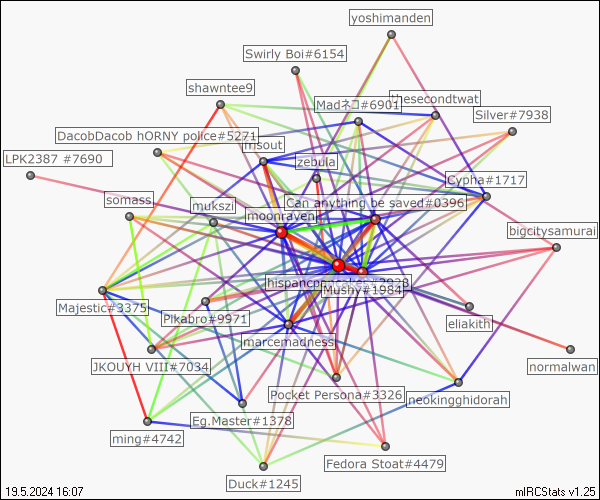 yoshimanden
Swirly Boi#6154
shawntee9
Madネコ#6901
thesecondtwat
Silver#7938
DacobDacob hORNY police#5271
msout
LPK2387 #7690
zebula
Cypha#1717
somass
mukszi
Can anything be saved#0396
moonraven
bigcitysamurai
Mushy#1984
Majestic#3375
Pikabro#9971
eliakith
marcemadness
JKOUYH VIII#7034
normalwan
Pocket Persona#3326
neokingghidorah
Eg.Master#1378
ming#4742
Fedora Stoat#4479
Duck#1245
19.5.2024 16:07
mIRCStats v1.25